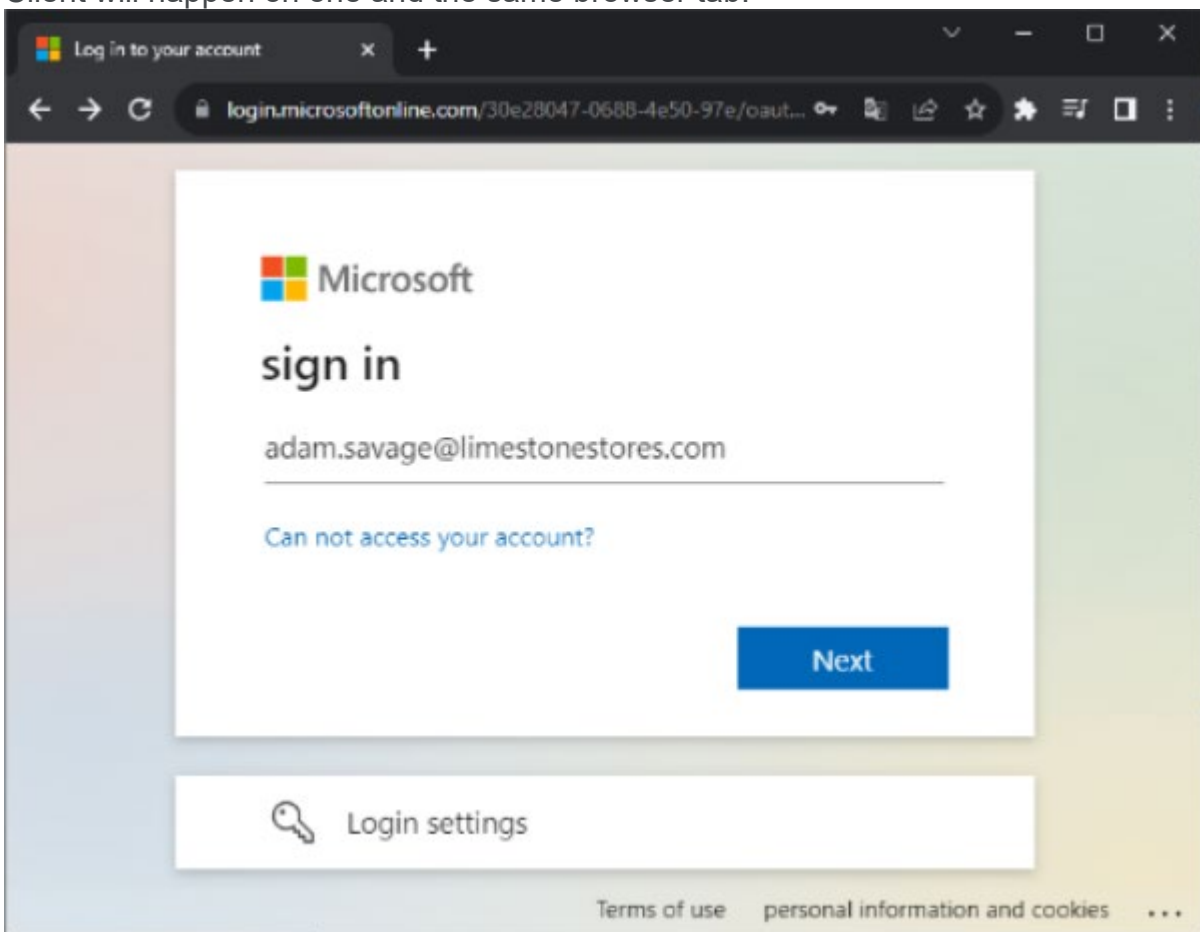 Client will happen on one and the same browser tab.
Log in to your account
login.microsoftonline.com/30e28047-0688-4e50-97e/oaut...
Microsoft
sign in
adam.savage@limestonestores.com
Can not access your account?
Next
Login settings
Terms of use personal information and cookies ...